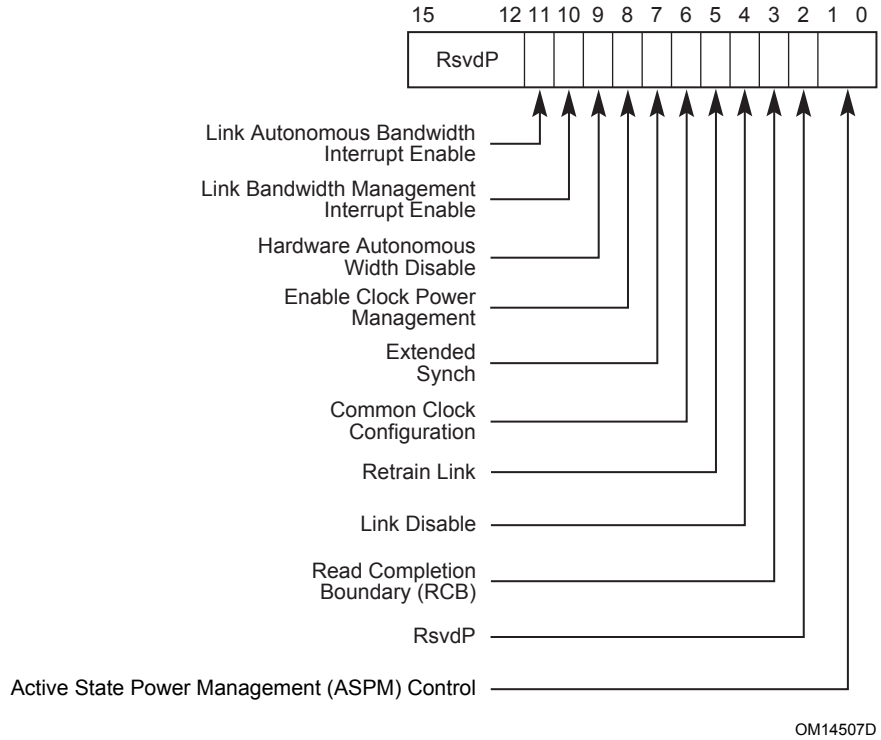 15 12 11 10 9 8 7 6 5 4 3 2 1 0
RsvdP
Link Autonomous Bandwidth
Interrupt Enable
Link Bandwidth Management
Interrupt Enable
Hardware Autonomous
Width Disable
Enable Clock Power
Management
Extended
Synch
Common Clock
Configuration
Retrain Link
Link Disable
Read Completion
Boundary (RCB)
RsvdP
Active State Power Management (ASPM) Control
OM14507D